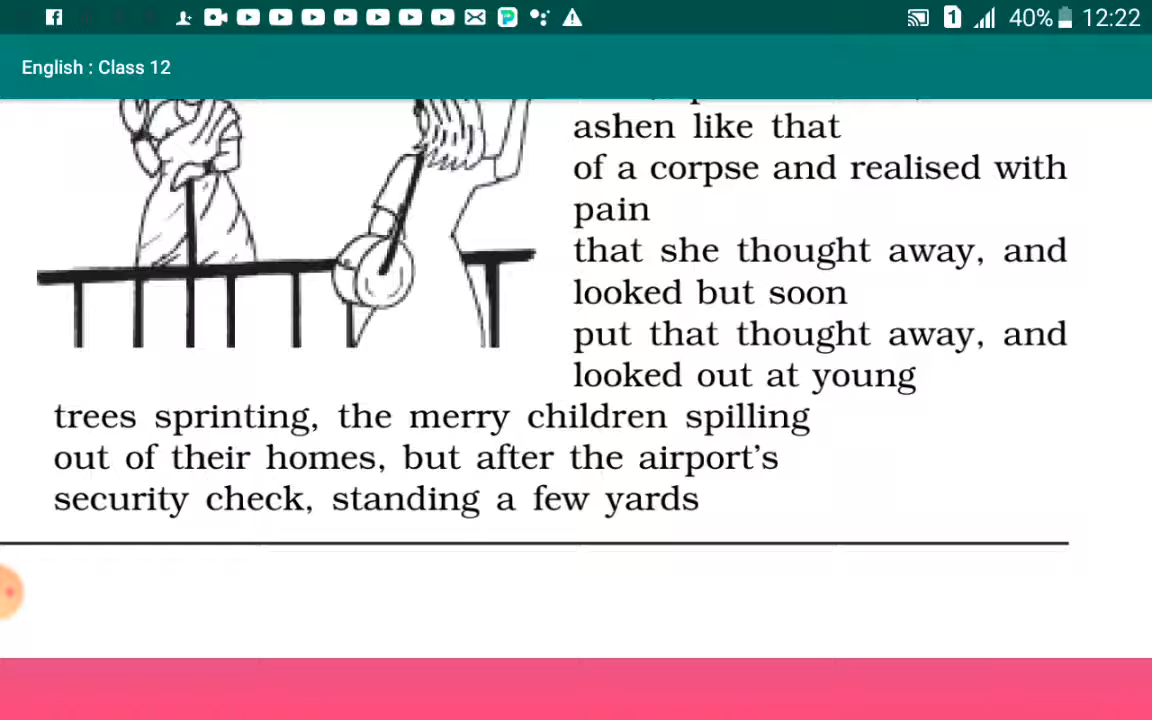 40% 12:22
English : Class 12
ashen like that
of a corpse and realised with
pain
that she thought away, and
looked but soon
put that thought away, and
looked out at young
trees sprinting, the merry children spilling
out of their homes, but after the airport's
security check, standing a few yards